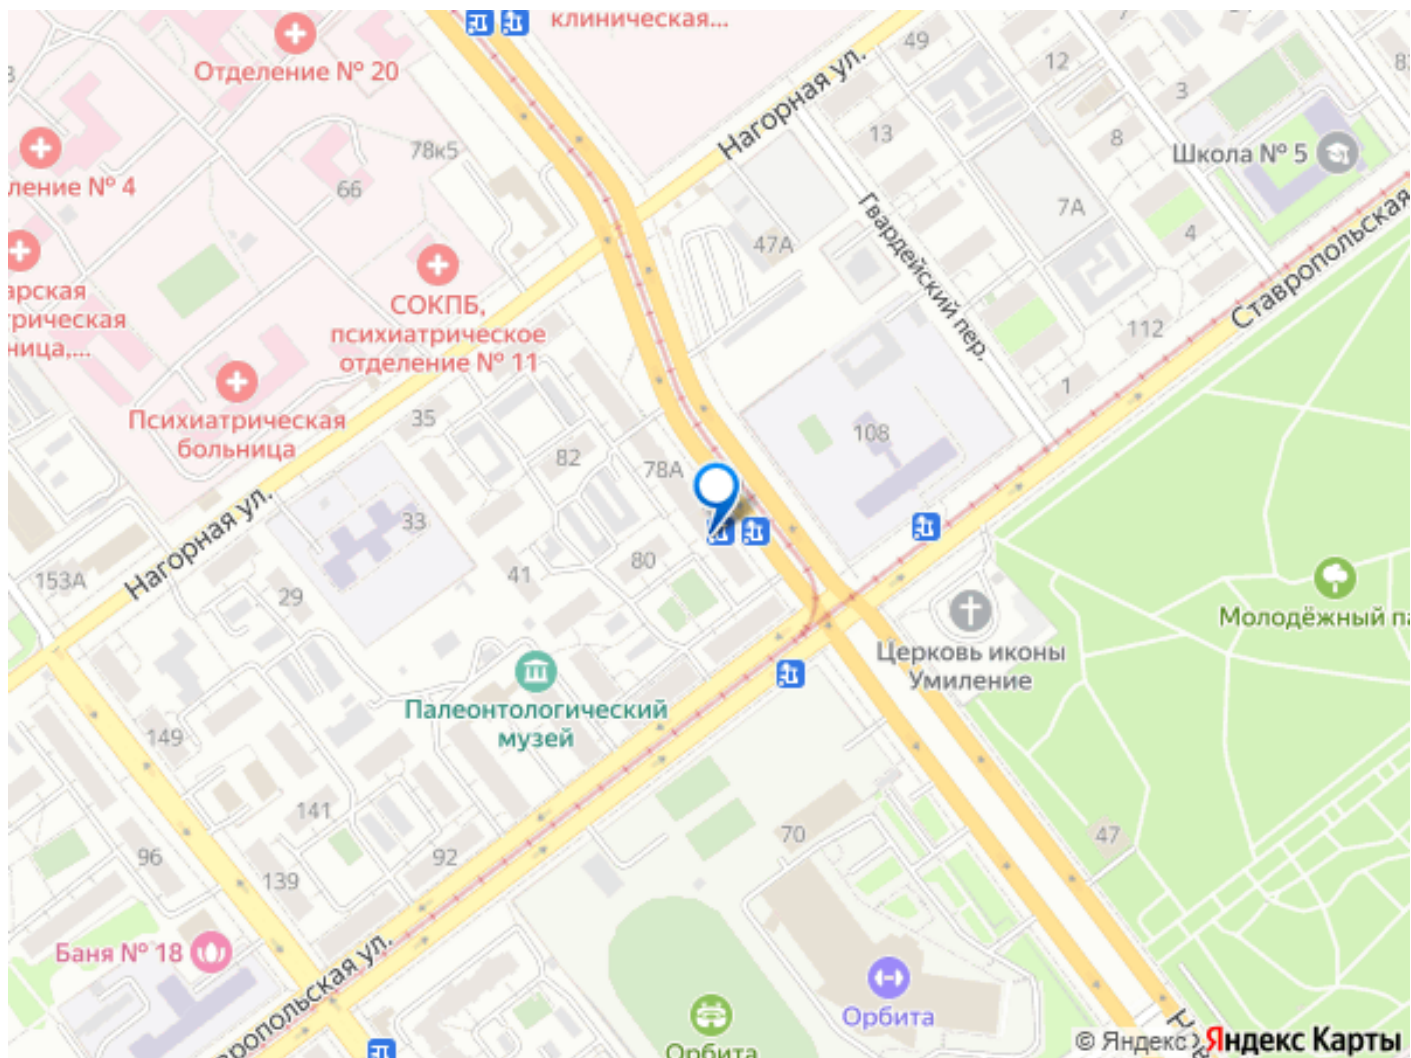 клиническая...
Отделение № 20
49
12
3
Нагорная ул.
13
8
Школа № 5
78к5
ление № 4
66
7А
Гвардейский пер.
47А
4
Ставропольская
арская
рическая
ница,...
СОКПБ,
психиатрическое
отделение № 11
112
1
Психиатрическая
больница
35
108
82
78А
Нагорная ул.
33
80
41
153А
29
Молодёжный па
Церковь иконы
Умиление
Палеонтологический
музей
149
141
70
47
96
92
139
Баня № 18
ропольская ул.
Орбита
Орбита
© Яндекс
Яндекс Карты